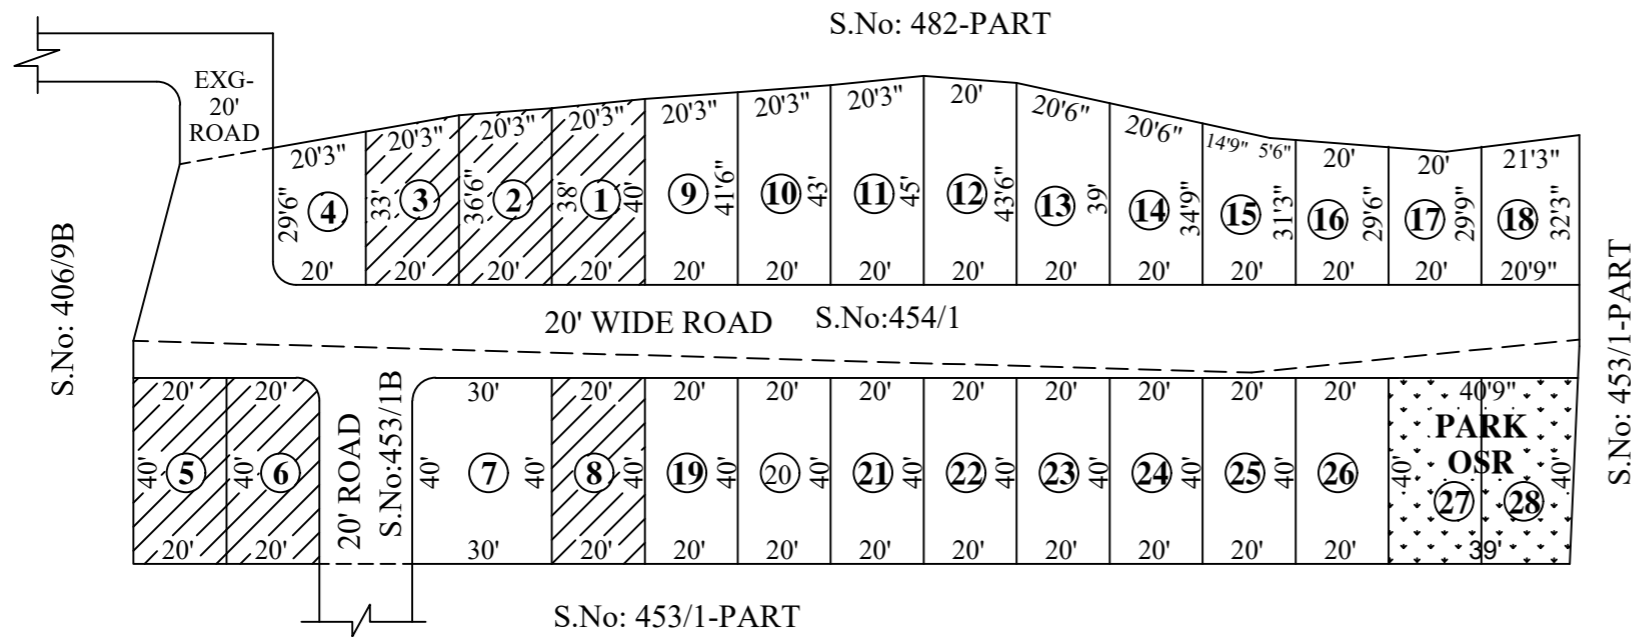 S.No: 482-PART
EXG-
20'
ROAD
20'3" 20'3" 20'3" 20'3" 20'3" 20'3" 20'3" 20' 20'6" 20'6" 14'9" 5'6" 20' 20' 21'3"
29'6" 4 33' 3 36'6" 2 38' 1 40' 9 41'6" 10 43' 11 45' 12 43'6" 13 39' 14 34'9" 15 31'3" 16 29'6" 17 29'9" 18 32'3"
20' 20' 20' 20' 20' 20' 20' 20' 20' 20' 20' 20' 20' 20'9"
S.No: 406/9B
20' WIDE ROAD S.No:454/1
S.No: 453/1-PART
20' 20' 30' 20' 20' 20' 20' 20' 20' 20' 20' 20' 40'9"
PARK
OSR
40' 5 40' 6 40' 7 40' 8 40' 19 40' 20 40' 21 40' 22 40' 23 40' 24 40' 25 40' 26 40' 27 28 40'
20' ROAD
S.No:453/1B
20' 20' 30' 20' 20' 20' 20' 20' 20' 20' 20' 20' 39'
S.No: 453/1-PART